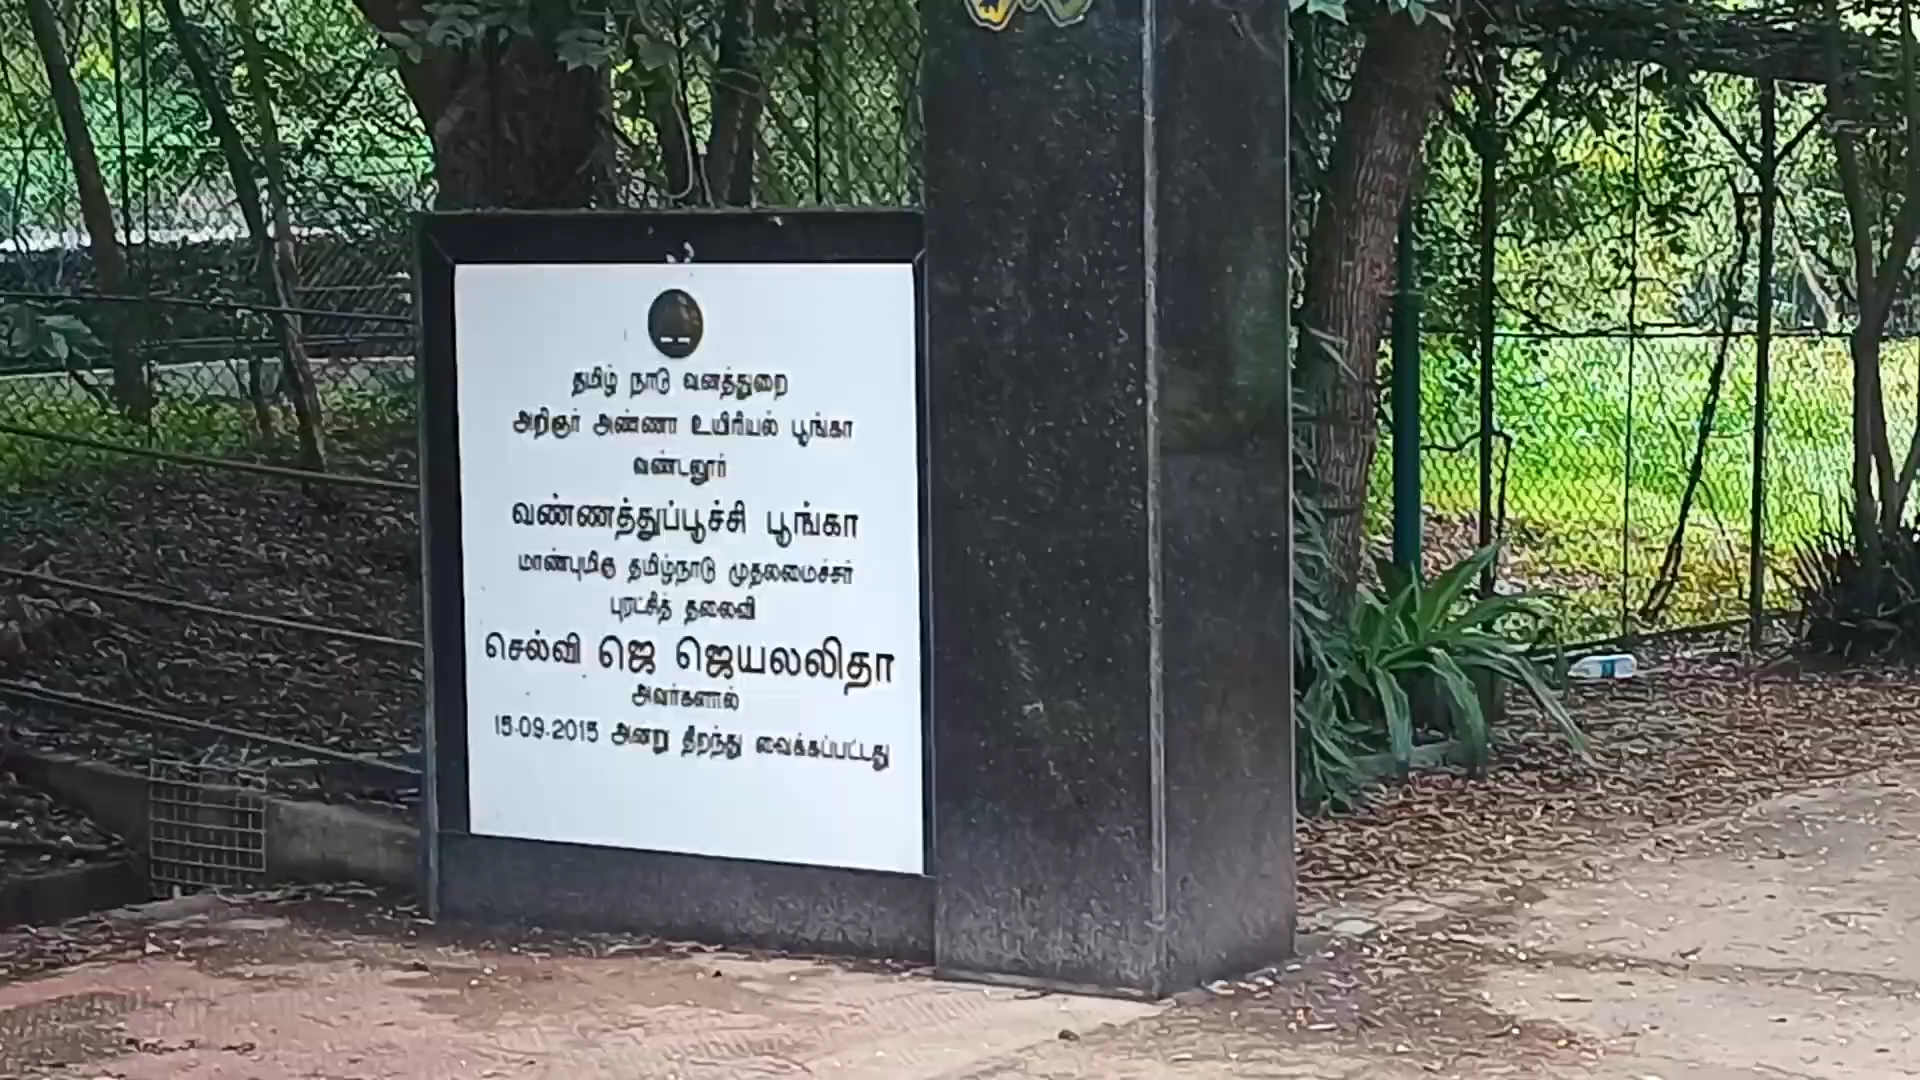 தமிழ் நாடு வனத்துறை
அறிஞர் அண்ணா உயிரியல் பூங்கா
வண்டலூர்
வண்ணத்துப்பூச்சி பூங்கா
மாண்புமிகு தமிழ்நாடு முதலமைச்சர்
புரட்சித் தலைவி
செல்வி ஜெ ஜெயலலிதா
அவர்களால்
15.09.2015 அன்று திறந்து வைக்கப்பட்டது